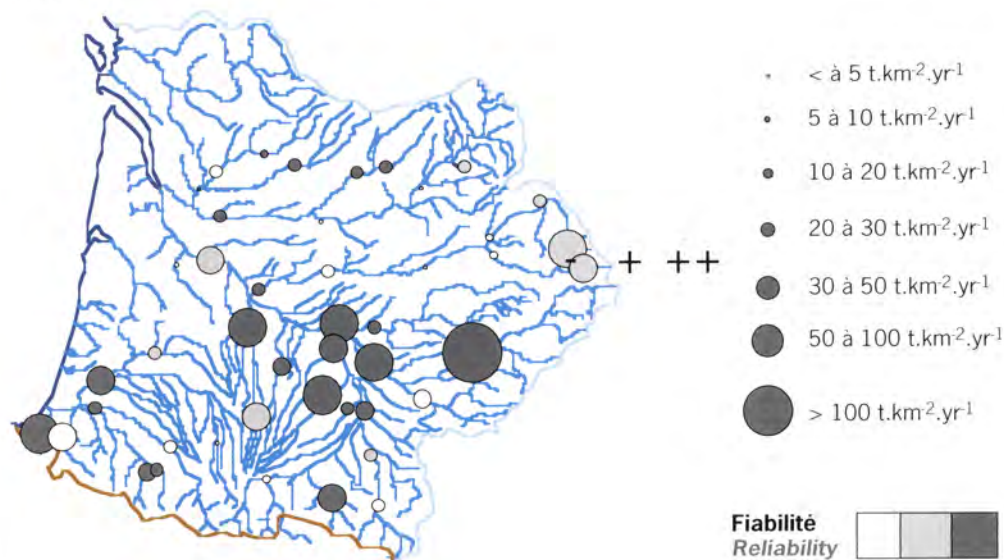 < à 5 t.km-2.yr-1
5 à 10 t.km-2.yr-1
10 à 20 t.km-2.yr-1
20 à 30 t.km-2.yr-1
- + ++
30 à 50 t.km-2.yr-1
50 à 100 t.km-2.yr-1
> 100 t.km-2.yr-1
Fiabilité
Reliability